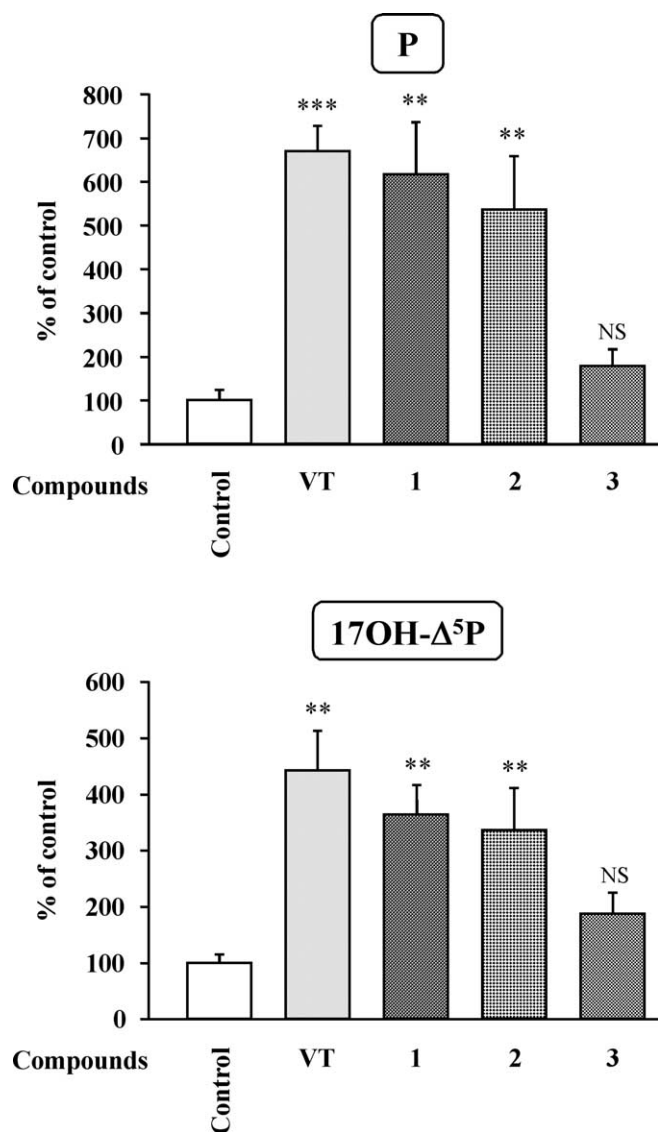 P
800
700
600
500
400
300
200
100
0
% of control
***
**
**
NS
Compounds
Control
VT
1
2
3
17OH-Δ⁵P
600
500
400
300
200
100
0
% of control
**
**
**
NS
Compounds
Control
VT
1
2
3